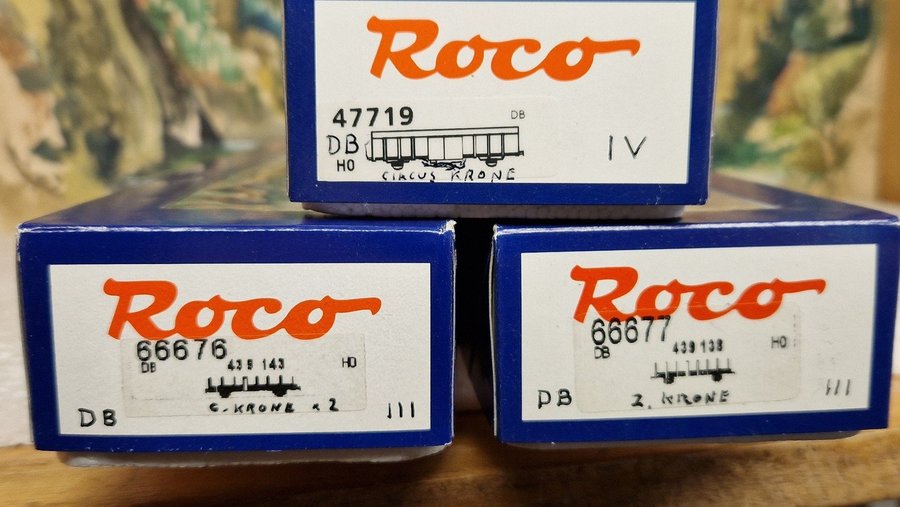 Roco
47719
DB
DB
IV
H0
CIRCUS KRONE
Roco
66676
DB
435 143
H0
C. KRONE x 2
DB
III
Roco
66677
DB
439 138
H0
Z. KRONE
DB
III